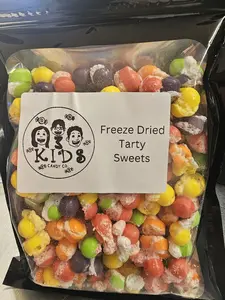 KIDS
CANDY CO.
Freeze Dried
Tarty
Sweets